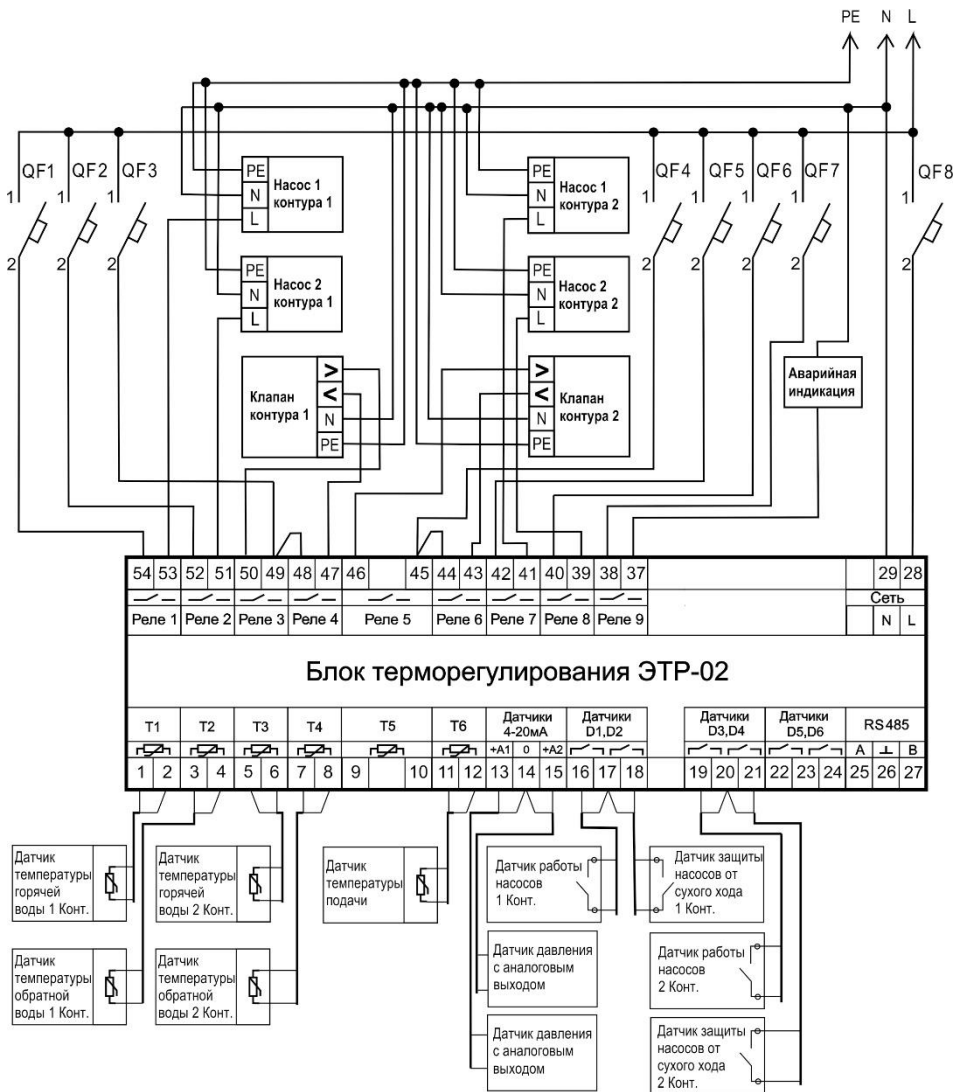 PE N L
QF1 QF2 QF3 QF4 QF5 QF6 QF7 QF8
1 1 1 1 1 1 1 1
2 2 2 2 2 2 2 2
PE
N
L
Насос 1
контура 1
PE
N
L
Насос 1
контура 2
PE
N
L
Насос 2
контура 1
PE
N
L
Насос 2
контура 2
Клапан
контура 1
>
<
N
PE
>
<
N
PE
Клапан
контура 2
Аварийная
индикация
54 53 52 51 50 49 48 47 46 45 44 43 42 41 40 39 38 37 29 28
Сеть
Реле 1 Реле 2 Реле 3 Реле 4 Реле 5 Реле 6 Реле 7 Реле 8 Реле 9 N L
Блок терморегулирования ЭТР-02
T1 T2 T3 T4 T5 T6
Датчики
4-20мА
Датчики
D1,D2
Датчики
D3,D4
Датчики
D5,D6
RS485
+A1 0 +A2 A ⊥ B
1 2 3 4 5 6 7 8 9 10 11 12 13 14 15 16 17 18 19 20 21 22 23 24 25 26 27
Датчик
температуры
горячей
воды 1 Конт.
Датчик
температуры
горячей
воды 2 Конт.
Датчик
температуры
подачи
Датчик работы
насосов
1 Конт.
Датчик защиты
насосов от
сухого хода
1 Конт.
Датчик
температуры
обратной
воды 1 Конт.
Датчик
температуры
обратной
воды 2 Конт.
Датчик давления
с аналоговым
выходом
Датчик работы
насосов
2 Конт.
Датчик давления
с аналоговым
выходом
Датчик защиты
насосов от
сухого хода
2 Конт.